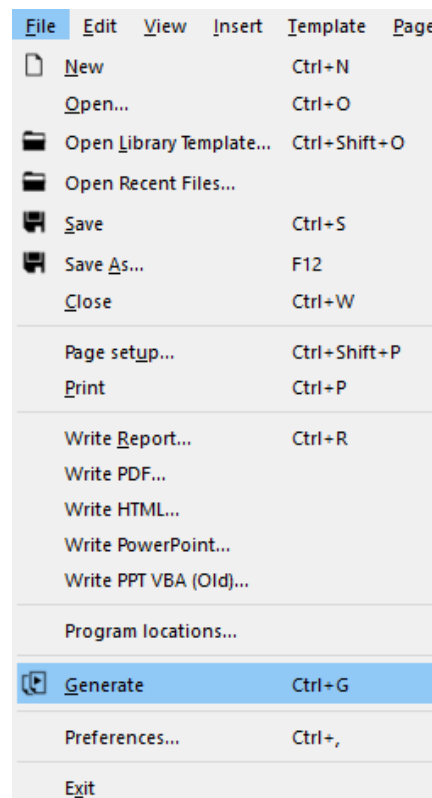 File Edit View Insert Template Page
New Ctrl+N
Open... Ctrl+O
Open Library Template... Ctrl+Shift+O
Open Recent Files...
Save Ctrl+S
Save As... F12
Close Ctrl+W
Page setup... Ctrl+Shift+P
Print Ctrl+P
Write Report... Ctrl+R
Write PDF...
Write HTML...
Write PowerPoint...
Write PPT VBA (Old)...
Program locations...
Generate Ctrl+G
Preferences... Ctrl+,
Exit